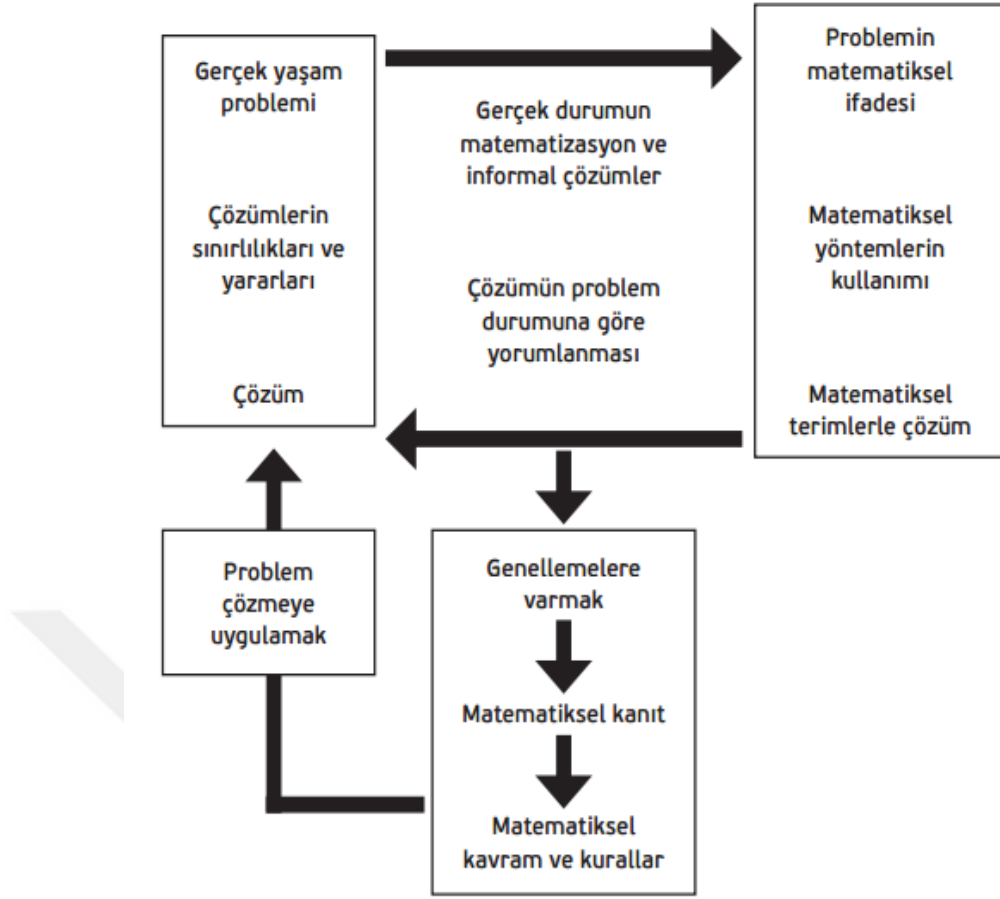 Gerçek yaşam
problemi
Çözümlerin
sınırlılıkları ve
yararları
Çözüm
Gerçek durumun
matematizasyon ve
informal çözümler
Çözümün problem
durumuna göre
yorumlanması
Problemin
matematiksel
ifadesi
Matematiksel
yöntemlerin
kullanımı
Matematiksel
terimlerle çözüm
Problem
çözmeye
uygulamak
Genellemelere
varmak
Matematiksel kanıt
Matematiksel
kavram ve kurallar